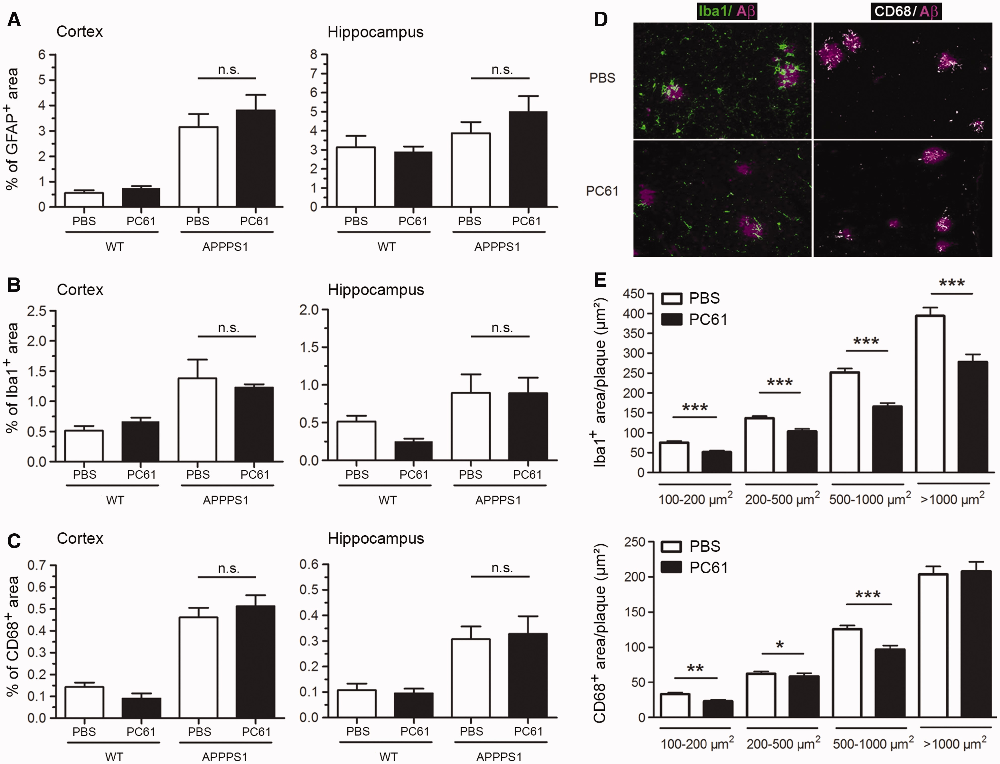 A
Cortex
% of GFAP+ area
6
5
4
3
2
1
0
n.s.
PBS PC61 PBS PC61
WT APPPS1
Hippocampus
8
7
6
5
4
3
2
1
0
n.s.
PBS PC61 PBS PC61
WT APPPS1
B
Cortex
% of Iba1+ area
2.5
2.0
1.5
1.0
0.5
0.0
n.s.
PBS PC61 PBS PC61
WT APPPS1
Hippocampus
2.0
1.5
1.0
0.5
0.0
n.s.
PBS PC61 PBS PC61
WT APPPS1
C
Cortex
% of CD68+ area
0.7
0.6
0.5
0.4
0.3
0.2
0.1
0.0
n.s.
PBS PC61 PBS PC61
WT APPPS1
Hippocampus
0.6
0.5
0.4
0.3
0.2
0.1
0.0
n.s.
PBS PC61 PBS PC61
WT APPPS1
D
Iba1/ Aβ CD68/ Aβ
PBS
PC61
E
Iba1+ area/plaque (µm²)
450
400
350
300
250
200
150
100
50
0
PBS
PC61
*** *** *** ***
100-200 µm² 200-500 µm² 500-1000 µm² >1000 µm²
CD68+ area/plaque (µm²)
250
200
150
100
50
0
PBS
PC61
** * ***
100-200 µm² 200-500 µm² 500-1000 µm² >1000 µm²